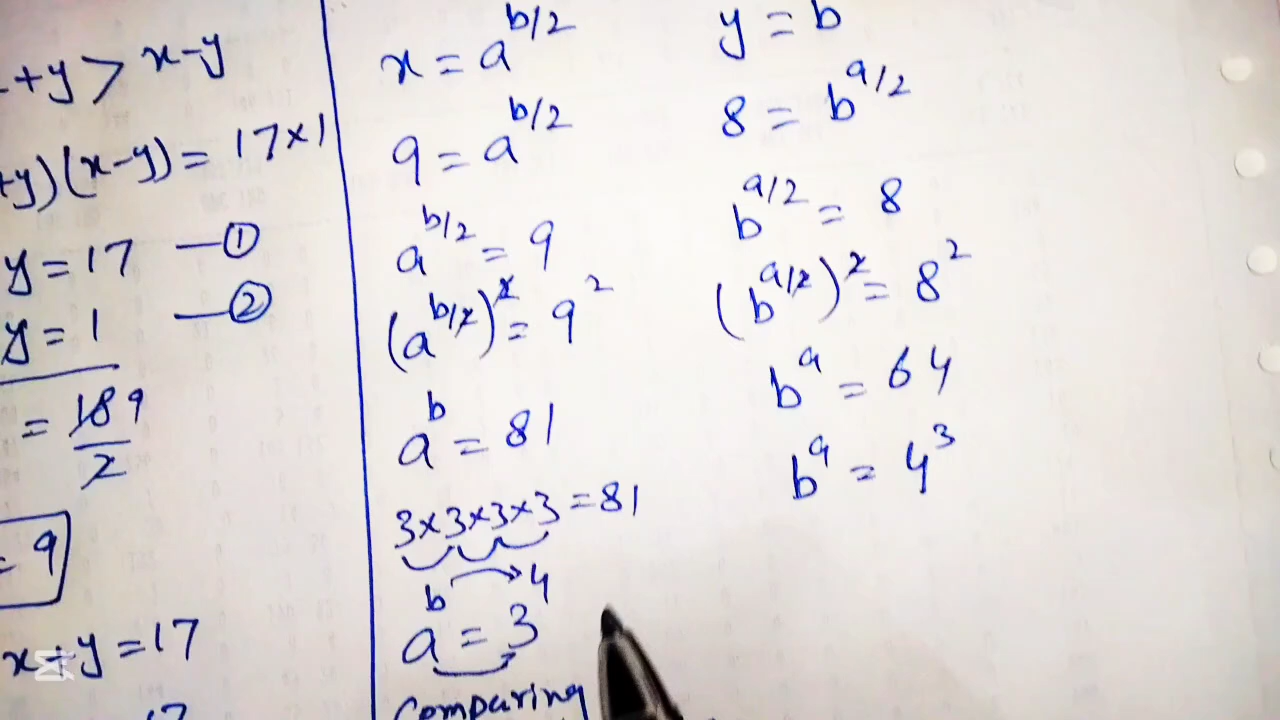 +y > x-y
+y)(x-y) = 17×1
y = 17 —①
y = 1 —②
= 18 9
2
= 9
x+y = 17
17
x = a^{b/2}
9 = a^{b/2}
a^{b/2} = 9
(a^{b/2})^2 = 9^2
a^b = 81
3×3×3×3 = 81
a^b = 3^4
Comparing
y = b
8 = b^{a/2}
b^{a/2} = 8
(b^{a/2})^2 = 8^2
b^a = 64
b^a = 4^3